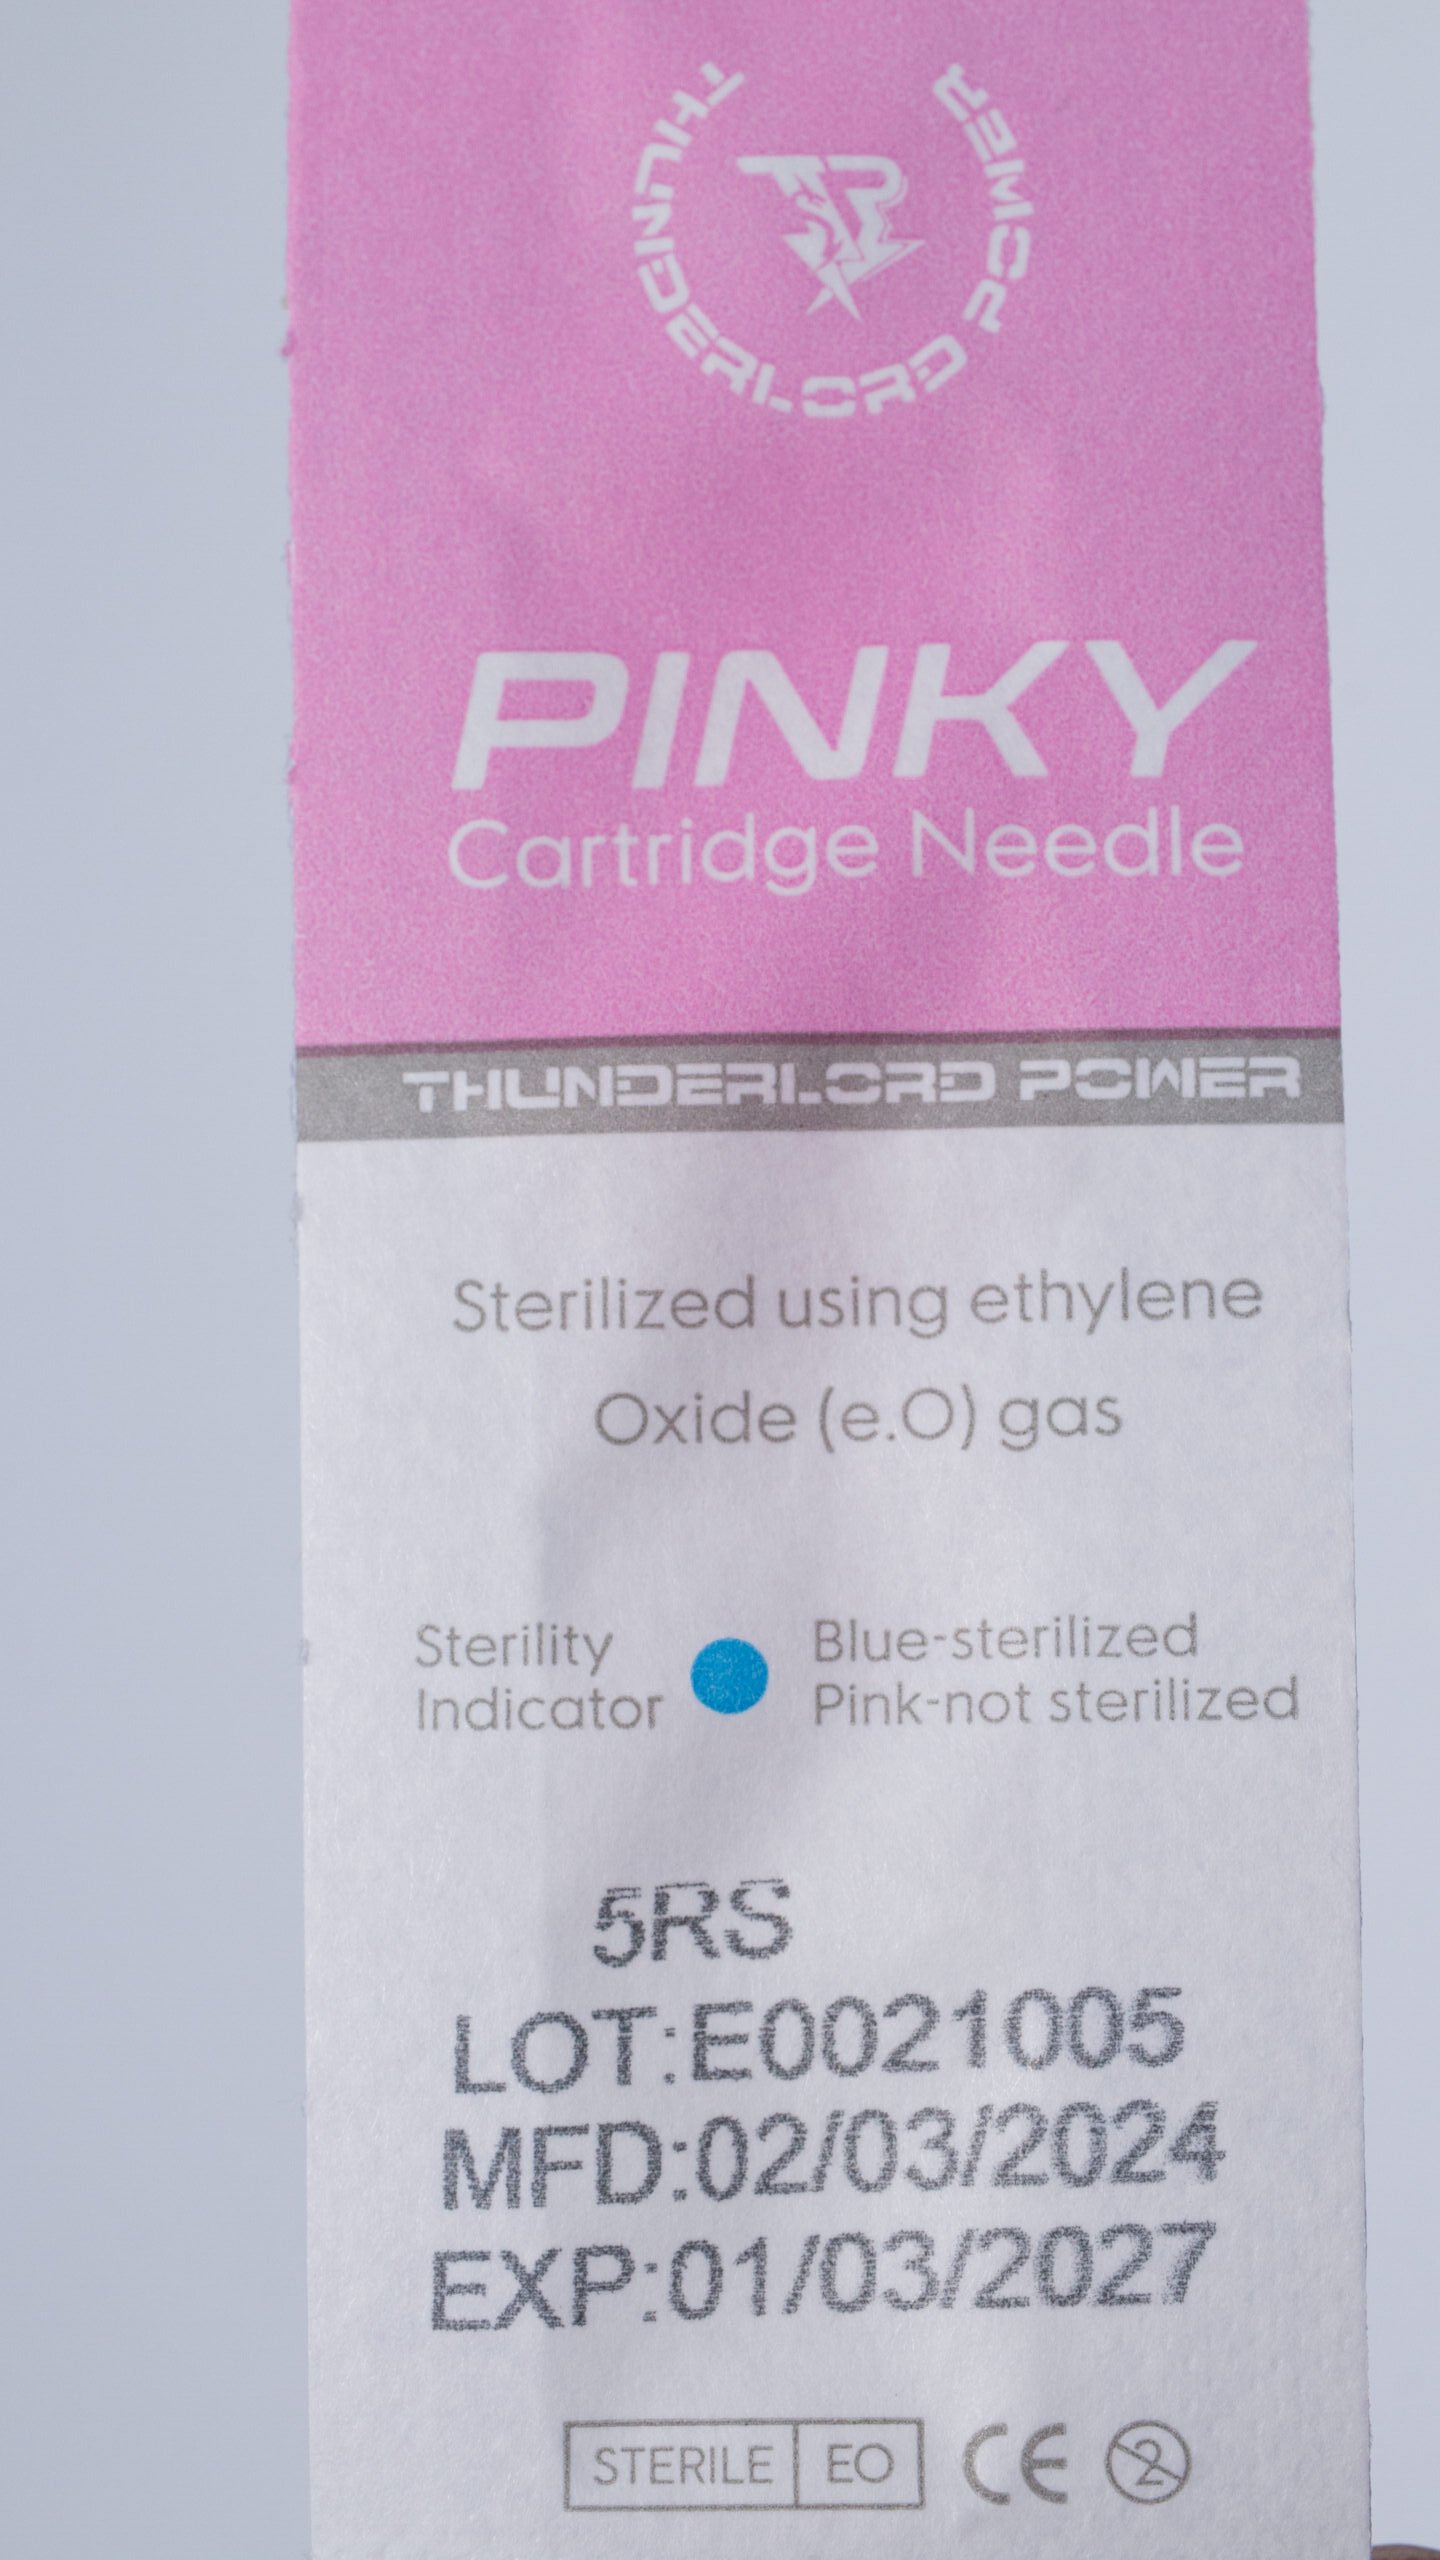 THUNDERLORD POWER
PINKY
Cartridge Needle
THUNDERLORD POWER
Sterilized using ethylene
Oxide (e.O) gas
Sterility
Indicator
Blue-sterilized
Pink-not sterilized
5RS
LOT:E0021005
MFD:02/03/2024
EXP:01/03/2027
STERILE EO CE 2